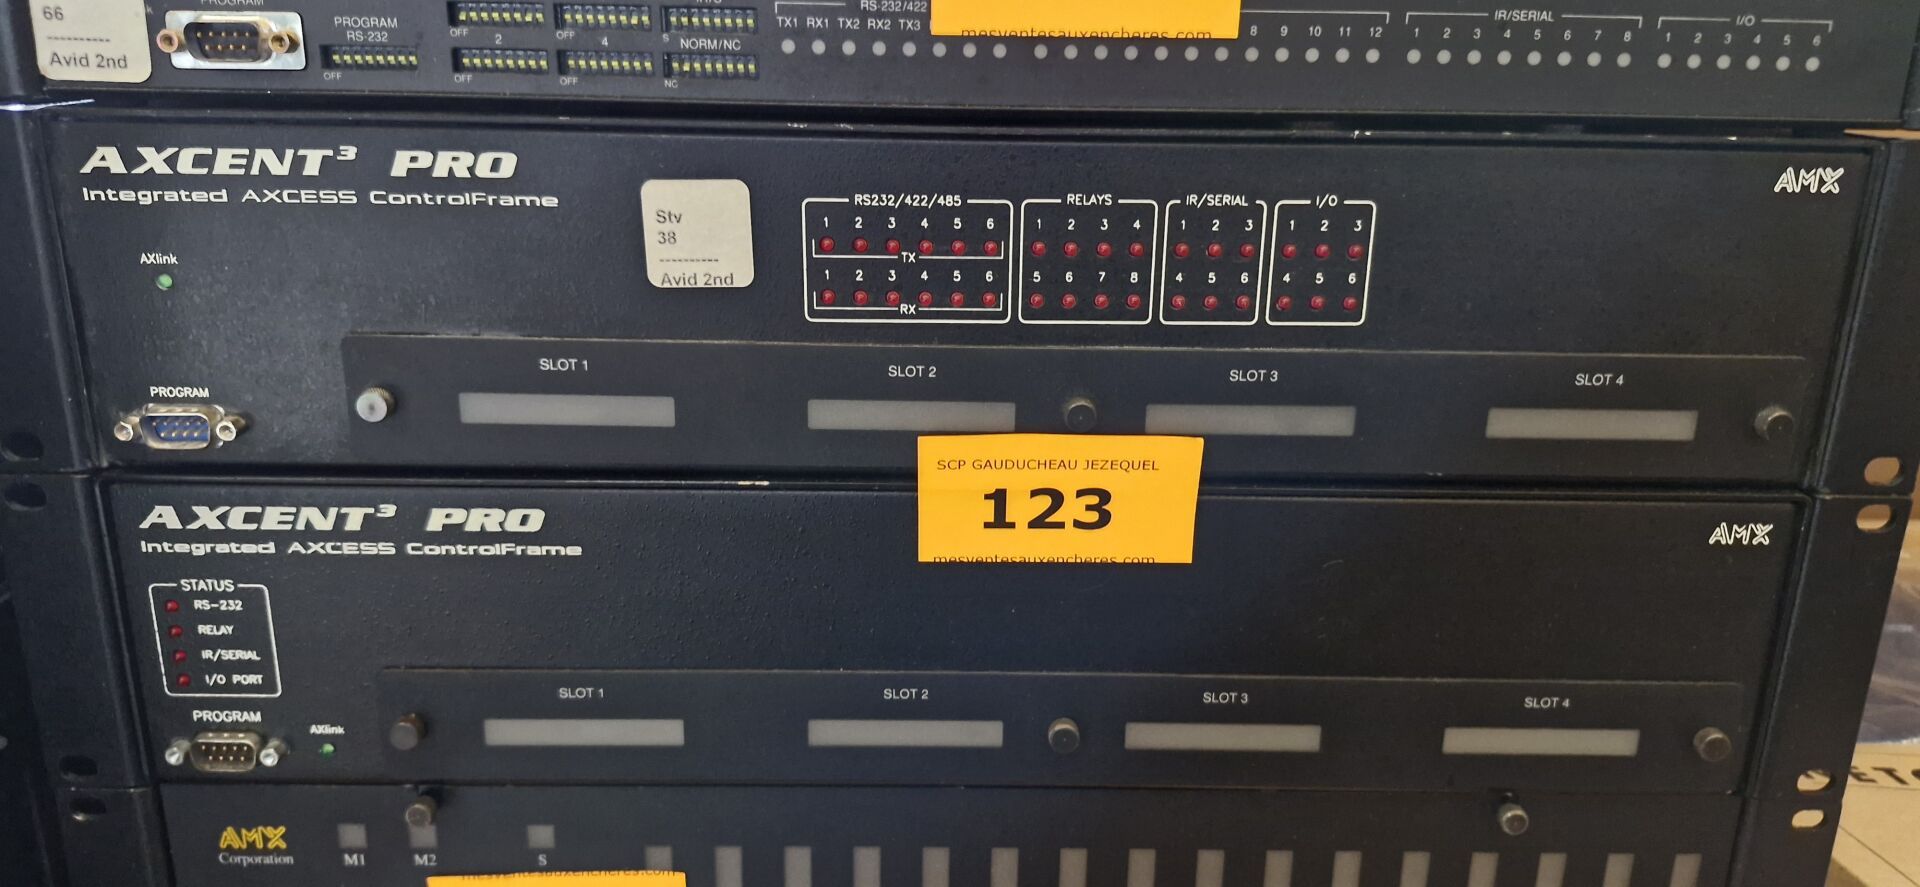 66
----------
Avid 2nd
PROGRAM
PROGRAM
RS-232
OFF
OFF
2
OFF
OFF
4
OFF
S
NORM/NC
NC
RS-232/422
TX1 RX1 TX2 RX2 TX3
mesventesauxencheres.com
8 9 10 11 12
IR/SERIAL
1 2 3 4 5 6 7 8
I/O
1 2 3 4 5 6
AXCENT³ PRO
Integrated AXCESS ControlFrame
AMX
Stv
38
----------
Avid 2nd
AXlink
RS232/422/485
1 2 3 4 5 6
TX
1 2 3 4 5 6
RX
RELAYS
1 2 3 4
5 6 7 8
IR/SERIAL
1 2 3
4 5 6
I/O
1 2 3
4 5 6
PROGRAM
SLOT 1
SLOT 2
SLOT 3
SLOT 4
SCP GAUDUCHEAU JEZEQUEL
123
mesventesauxencheres.com
AXCENT³ PRO
Integrated AXCESS ControlFrame
AMX
STATUS
RS-232
RELAY
IR/SERIAL
I/O PORT
PROGRAM
AXlink
SLOT 1
SLOT 2
SLOT 3
SLOT 4
AMX
Corporation
M1
M2
S
mesventesauxencheres.com